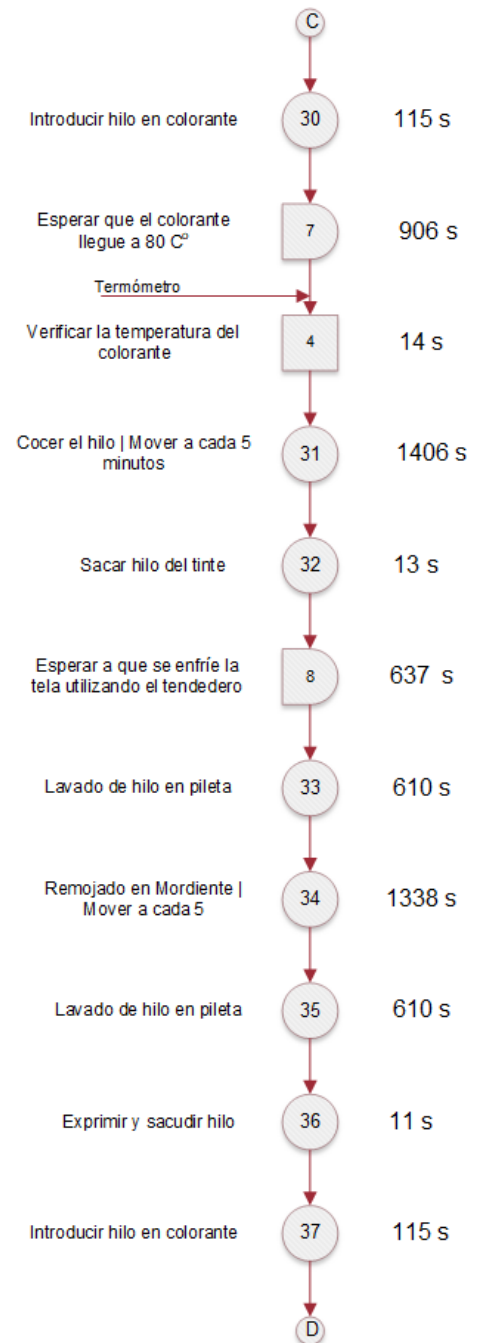 C
Introducir hilo en colorante
30
115 s
Esperar que el colorante
llegue a 80 Cº
7
906 s
Termómetro
Verificar la temperatura del
colorante
4
14 s
Cocer el hilo | Mover a cada 5
minutos
31
1406 s
Sacar hilo del tinte
32
13 s
Esperar a que se enfríe la
tela utilizando el tendedero
8
637 s
Lavado de hilo en pileta
33
610 s
Remojado en Mordiente |
Mover a cada 5
34
1338 s
Lavado de hilo en pileta
35
610 s
Exprimir y sacudir hilo
36
11 s
Introducir hilo en colorante
37
115 s
D